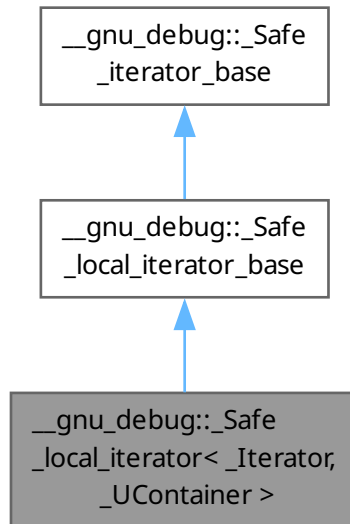 __gnu_debug::_Safe
_iterator_base
__gnu_debug::_Safe
_local_iterator_base
__gnu_debug::_Safe
_local_iterator< _Iterator,
_UContainer >